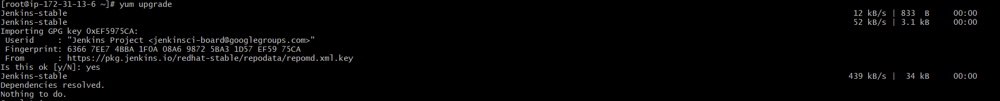 [root@ip-172-31-13-6 ~]# yum upgrade
Jenkins-stable 12 kB/s | 833 B 00:00
Jenkins-stable 52 kB/s | 3.1 kB 00:00
Importing GPG key 0xEF5975CA:
Userid : "Jenkins Project <jenkinsci-board@googlegroups.com>"
Fingerprint: 6366 7EE7 4BBA 1F0A 08A6 9872 5BA3 1D57 EF59 75CA
From : https://pkg.jenkins.io/redhat-stable/repodata/repomd.xml.key
Is this ok [y/N]: yes
Jenkins-stable 439 kB/s | 34 kB 00:00
Dependencies resolved.
Nothing to do.